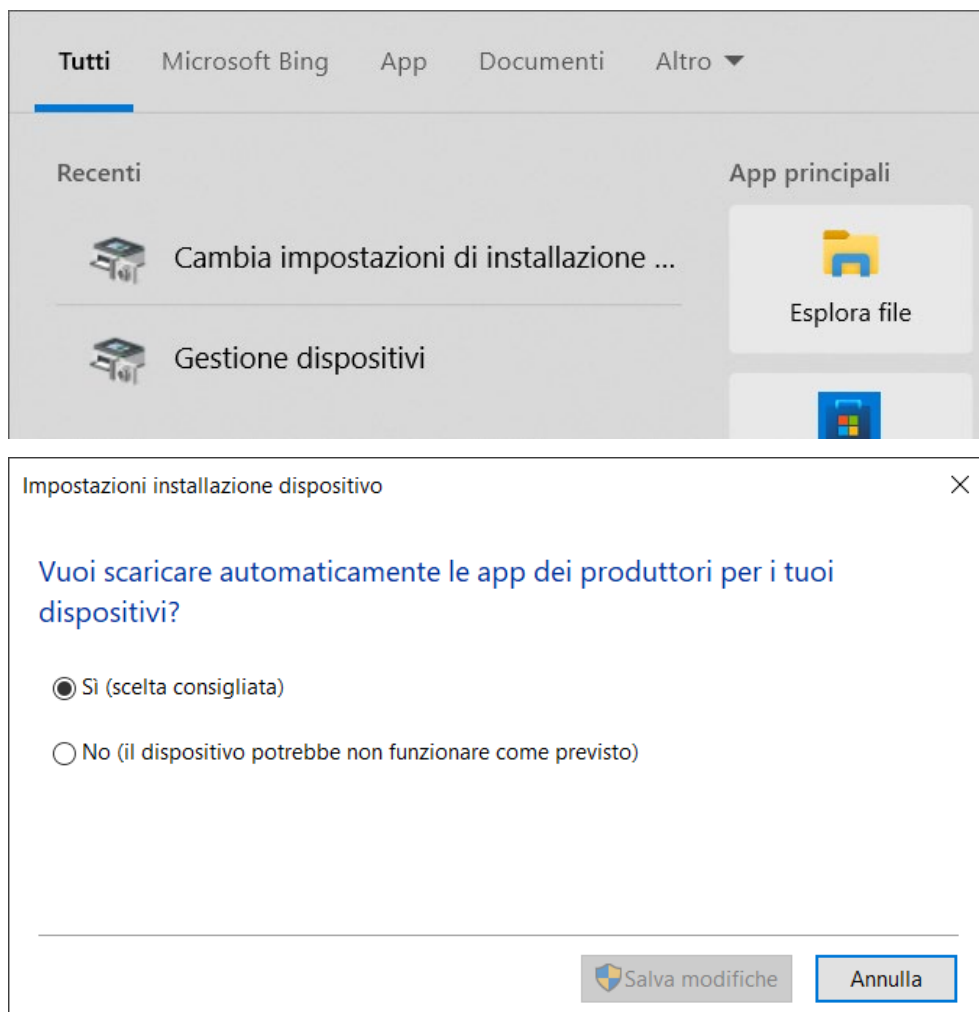 Tutti Microsoft Bing App Documenti Altro
Recenti
App principali
Cambia impostazioni di installazione ...
Esplora file
Gestione dispositivi
Impostazioni installazione dispositivo
Vuoi scaricare automaticamente le app dei produttori per i tuoi
dispositivi?
Sì (scelta consigliata)
No (il dispositivo potrebbe non funzionare come previsto)
Salva modifiche Annulla